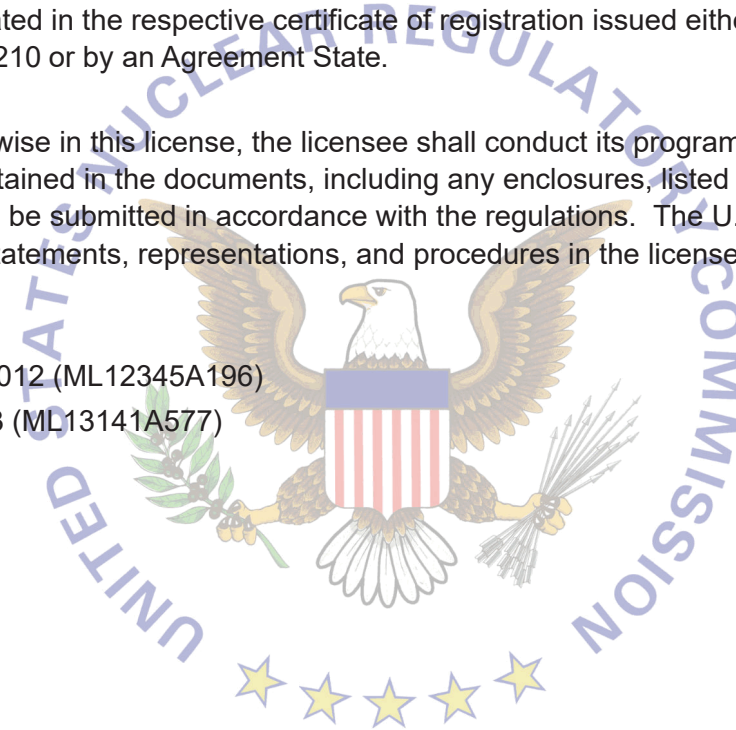 ated in the respective certificate of registration issued eithe
210 or by an Agreement State.
wise in this license, the licensee shall conduct its program
tained in the documents, including any enclosures, listed
be submitted in accordance with the regulations. The U.
tatements, representations, and procedures in the license
012 (ML12345A196)
3 (ML13141A577)
UNITED STATES NUCLEAR REGULATORY COMMISSION